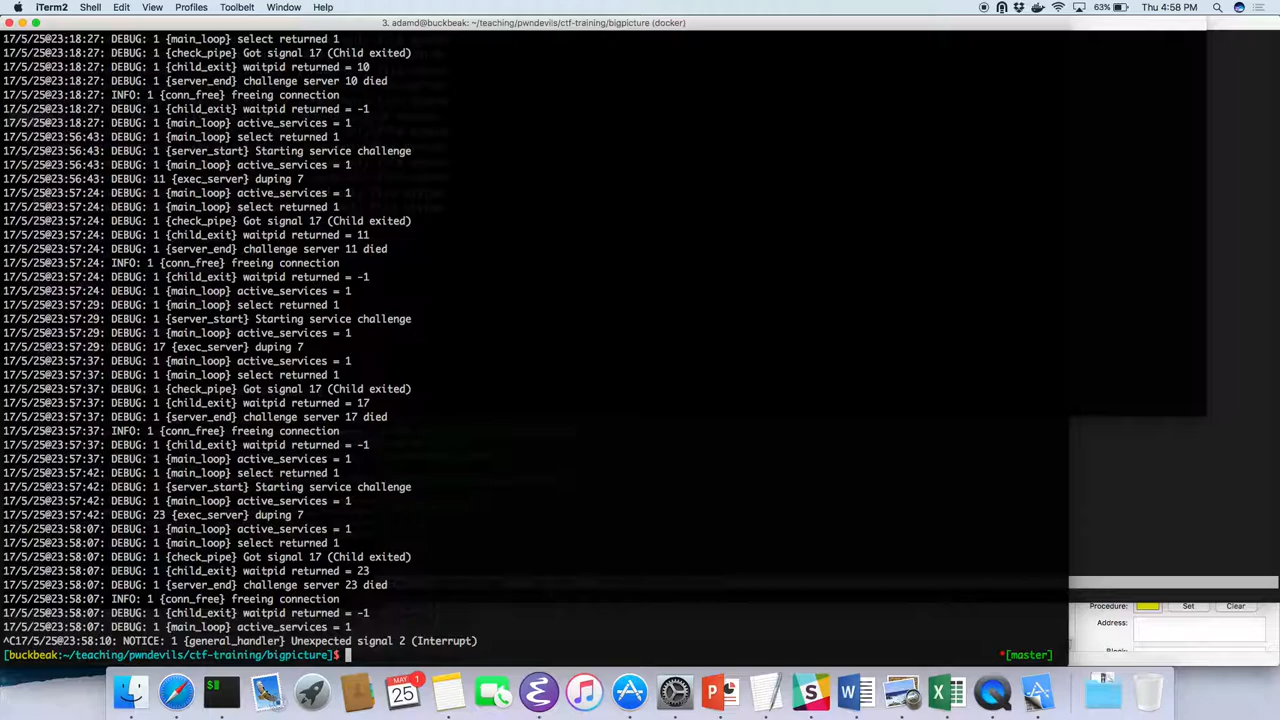 iTerm2 Shell Edit View Profiles Toolbelt Window Help 63% Thu 4:58 PM
3. adamd@buckbeak: ~/teaching/pwndevils/ctf-training/bigpicture (docker)
17/5/25@23:18:27: DEBUG: 1 {main_loop} select returned 1
17/5/25@23:18:27: DEBUG: 1 {check_pipe} Got signal 17 (Child exited)
17/5/25@23:18:27: DEBUG: 1 {child_exit} waitpid returned = 10
17/5/25@23:18:27: DEBUG: 1 {server_end} challenge server 10 died
17/5/25@23:18:27: INFO: 1 {conn_free} freeing connection
17/5/25@23:18:27: DEBUG: 1 {child_exit} waitpid returned = -1
17/5/25@23:18:27: DEBUG: 1 {main_loop} active_services = 1
17/5/25@23:56:43: DEBUG: 1 {main_loop} select returned 1
17/5/25@23:56:43: DEBUG: 1 {server_start} Starting service challenge
17/5/25@23:56:43: DEBUG: 1 {main_loop} active_services = 1
17/5/25@23:56:43: DEBUG: 11 {exec_server} duping 7
17/5/25@23:57:24: DEBUG: 1 {main_loop} active_services = 1
17/5/25@23:57:24: DEBUG: 1 {main_loop} select returned 1
17/5/25@23:57:24: DEBUG: 1 {check_pipe} Got signal 17 (Child exited)
17/5/25@23:57:24: DEBUG: 1 {child_exit} waitpid returned = 11
17/5/25@23:57:24: DEBUG: 1 {server_end} challenge server 11 died
17/5/25@23:57:24: INFO: 1 {conn_free} freeing connection
17/5/25@23:57:24: DEBUG: 1 {child_exit} waitpid returned = -1
17/5/25@23:57:24: DEBUG: 1 {main_loop} active_services = 1
17/5/25@23:57:29: DEBUG: 1 {main_loop} select returned 1
17/5/25@23:57:29: DEBUG: 1 {server_start} Starting service challenge
17/5/25@23:57:29: DEBUG: 1 {main_loop} active_services = 1
17/5/25@23:57:29: DEBUG: 17 {exec_server} duping 7
17/5/25@23:57:37: DEBUG: 1 {main_loop} active_services = 1
17/5/25@23:57:37: DEBUG: 1 {main_loop} select returned 1
17/5/25@23:57:37: DEBUG: 1 {check_pipe} Got signal 17 (Child exited)
17/5/25@23:57:37: DEBUG: 1 {child_exit} waitpid returned = 17
17/5/25@23:57:37: DEBUG: 1 {server_end} challenge server 17 died
17/5/25@23:57:37: INFO: 1 {conn_free} freeing connection
17/5/25@23:57:37: DEBUG: 1 {child_exit} waitpid returned = -1
17/5/25@23:57:37: DEBUG: 1 {main_loop} active_services = 1
17/5/25@23:57:42: DEBUG: 1 {main_loop} select returned 1
17/5/25@23:57:42: DEBUG: 1 {server_start} Starting service challenge
17/5/25@23:57:42: DEBUG: 1 {main_loop} active_services = 1
17/5/25@23:57:42: DEBUG: 23 {exec_server} duping 7
17/5/25@23:58:07: DEBUG: 1 {main_loop} active_services = 1
17/5/25@23:58:07: DEBUG: 1 {main_loop} select returned 1
17/5/25@23:58:07: DEBUG: 1 {check_pipe} Got signal 17 (Child exited)
17/5/25@23:58:07: DEBUG: 1 {child_exit} waitpid returned = 23
17/5/25@23:58:07: DEBUG: 1 {server_end} challenge server 23 died
17/5/25@23:58:07: INFO: 1 {conn_free} freeing connection
17/5/25@23:58:07: DEBUG: 1 {child_exit} waitpid returned = -1
17/5/25@23:58:07: DEBUG: 1 {main_loop} active_services = 1
^C17/5/25@23:58:10: NOTICE: 1 {general_handler} Unexpected signal 2 (Interrupt)
[buckbeak:~/teaching/pwndevils/ctf-training/bigpicture]$ *[master]
Procedure: Set Clear
Address:
MAY
25
1